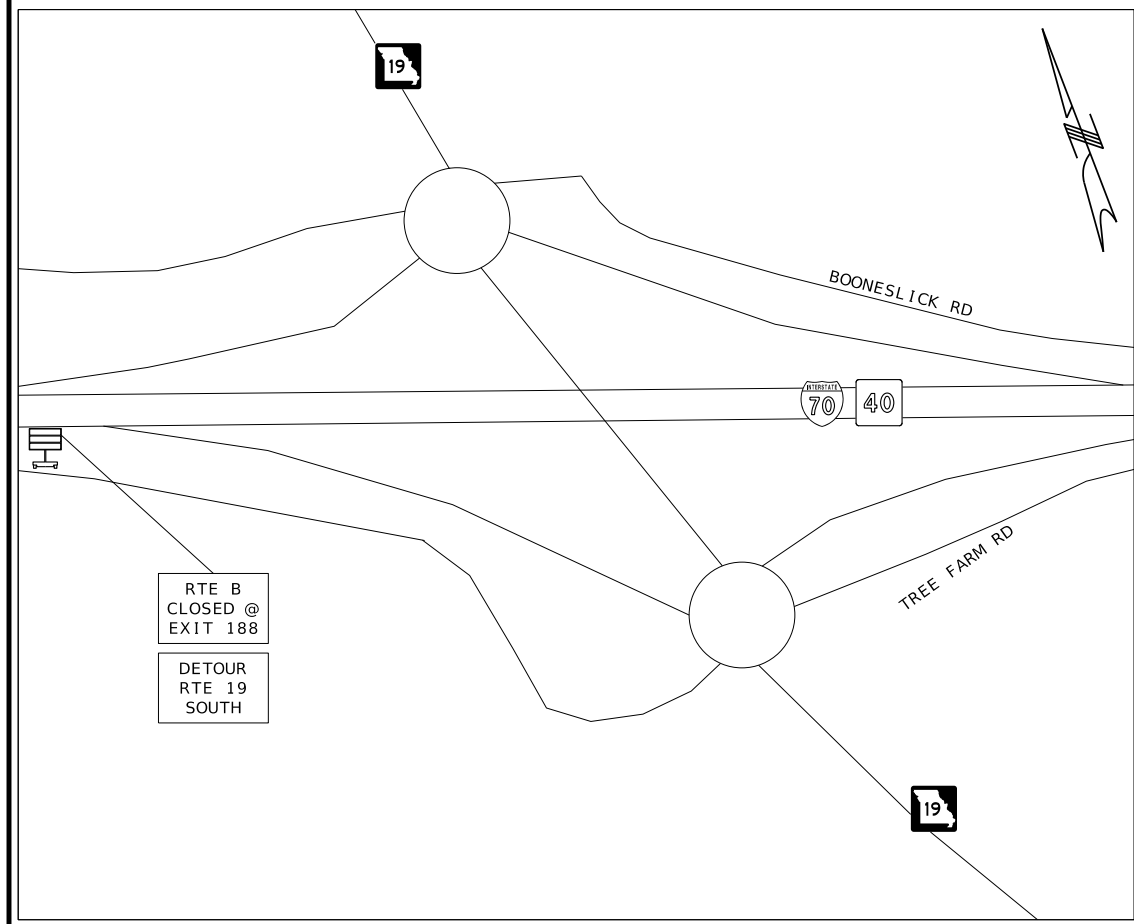 19
N
BOONESLICK RD
INTERSTATE
70
40
TREE FARM RD
RTE B
CLOSED @
EXIT 188
DETOUR
RTE 19
SOUTH
19